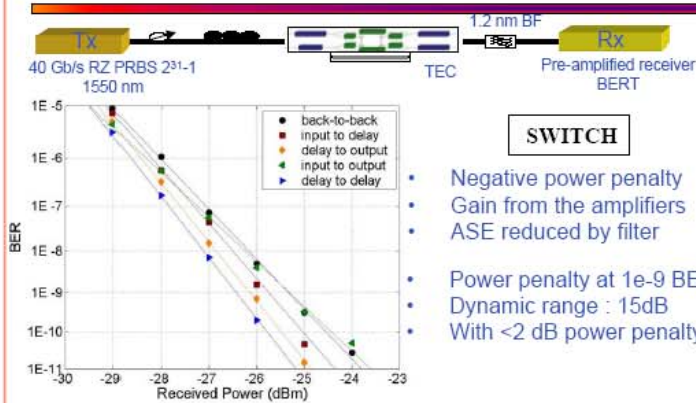 1.2 nm BF
Tx
Rx
40 Gb/s RZ PRBS 2³¹-1
1550 nm
TEC
Pre-amplified receiver
BERT
1E -5
1E-6
1E-7
1E-8
1E-9
1E-10
1E-11
BER
back-to-back
input to delay
delay to output
input to output
delay to delay
-30 -29 -28 -27 -26 -25 -24 -23
Received Power (dBm)
SWITCH
• Negative power penalty
• Gain from the amplifiers
• ASE reduced by filter
• Power penalty at 1e-9 BE
• Dynamic range : 15dB
• With <2 dB power penalty